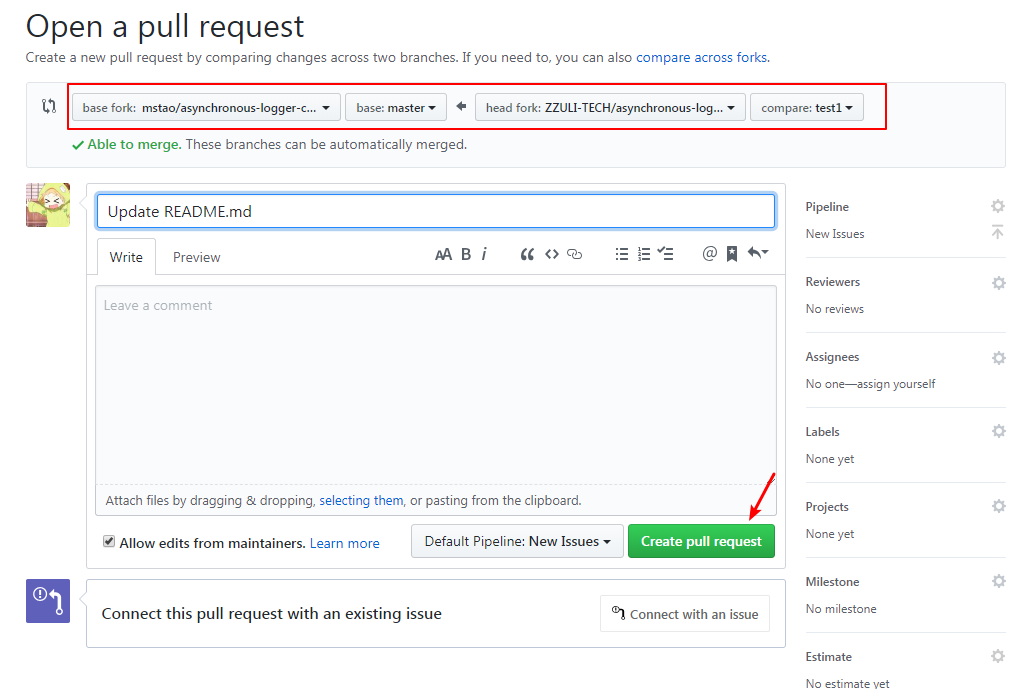 Open a pull request
Create a new pull request by comparing changes across two branches. If you need to, you can also compare across forks.
base fork: mstao/asynchronous-logger-c... base: master head fork: ZZULI-TECH/asynchronous-log... compare: test1
Able to merge. These branches can be automatically merged.
Update README.md
Write Preview AA B i @
Leave a comment
Attach files by dragging & dropping, selecting them, or pasting from the clipboard.
Allow edits from maintainers. Learn more Default Pipeline: New Issues Create pull request
Connect this pull request with an existing issue Connect with an issue
Pipeline
New Issues
Reviewers
No reviews
Assignees
No one—assign yourself
Labels
None yet
Projects
None yet
Milestone
No milestone
Estimate
No estimate yet